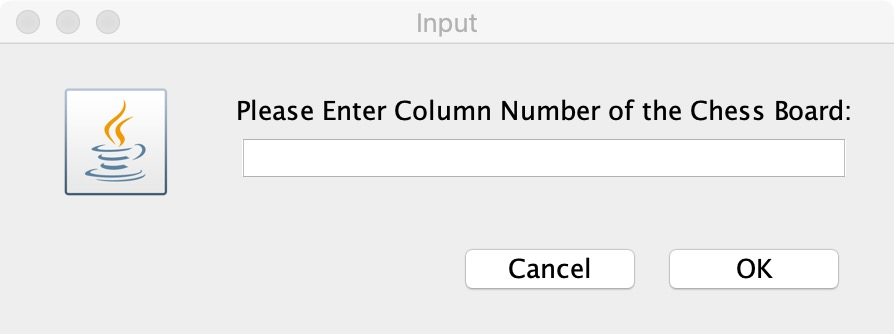 Input
Please Enter Column Number of the Chess Board:
Cancel
OK